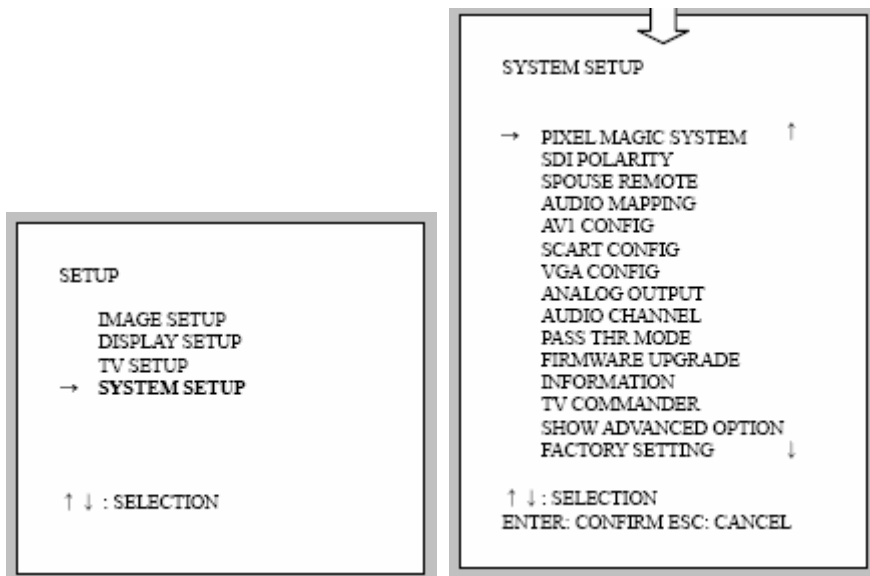 SETUP
IMAGE SETUP
DISPLAY SETUP
TV SETUP
→ SYSTEM SETUP
↑ ↓ : SELECTION
SYSTEM SETUP
→ PIXEL MAGIC SYSTEM ↑
SDI POLARITY
SPOUSE REMOTE
AUDIO MAPPING
AV1 CONFIG
SCART CONFIG
VGA CONFIG
ANALOG OUTPUT
AUDIO CHANNEL
PASS THR MODE
FIRMWARE UPGRADE
INFORMATION
TV COMMANDER
SHOW ADVANCED OPTION
FACTORY SETTING ↓
↑ ↓ : SELECTION
ENTER: CONFIRM ESC: CANCEL